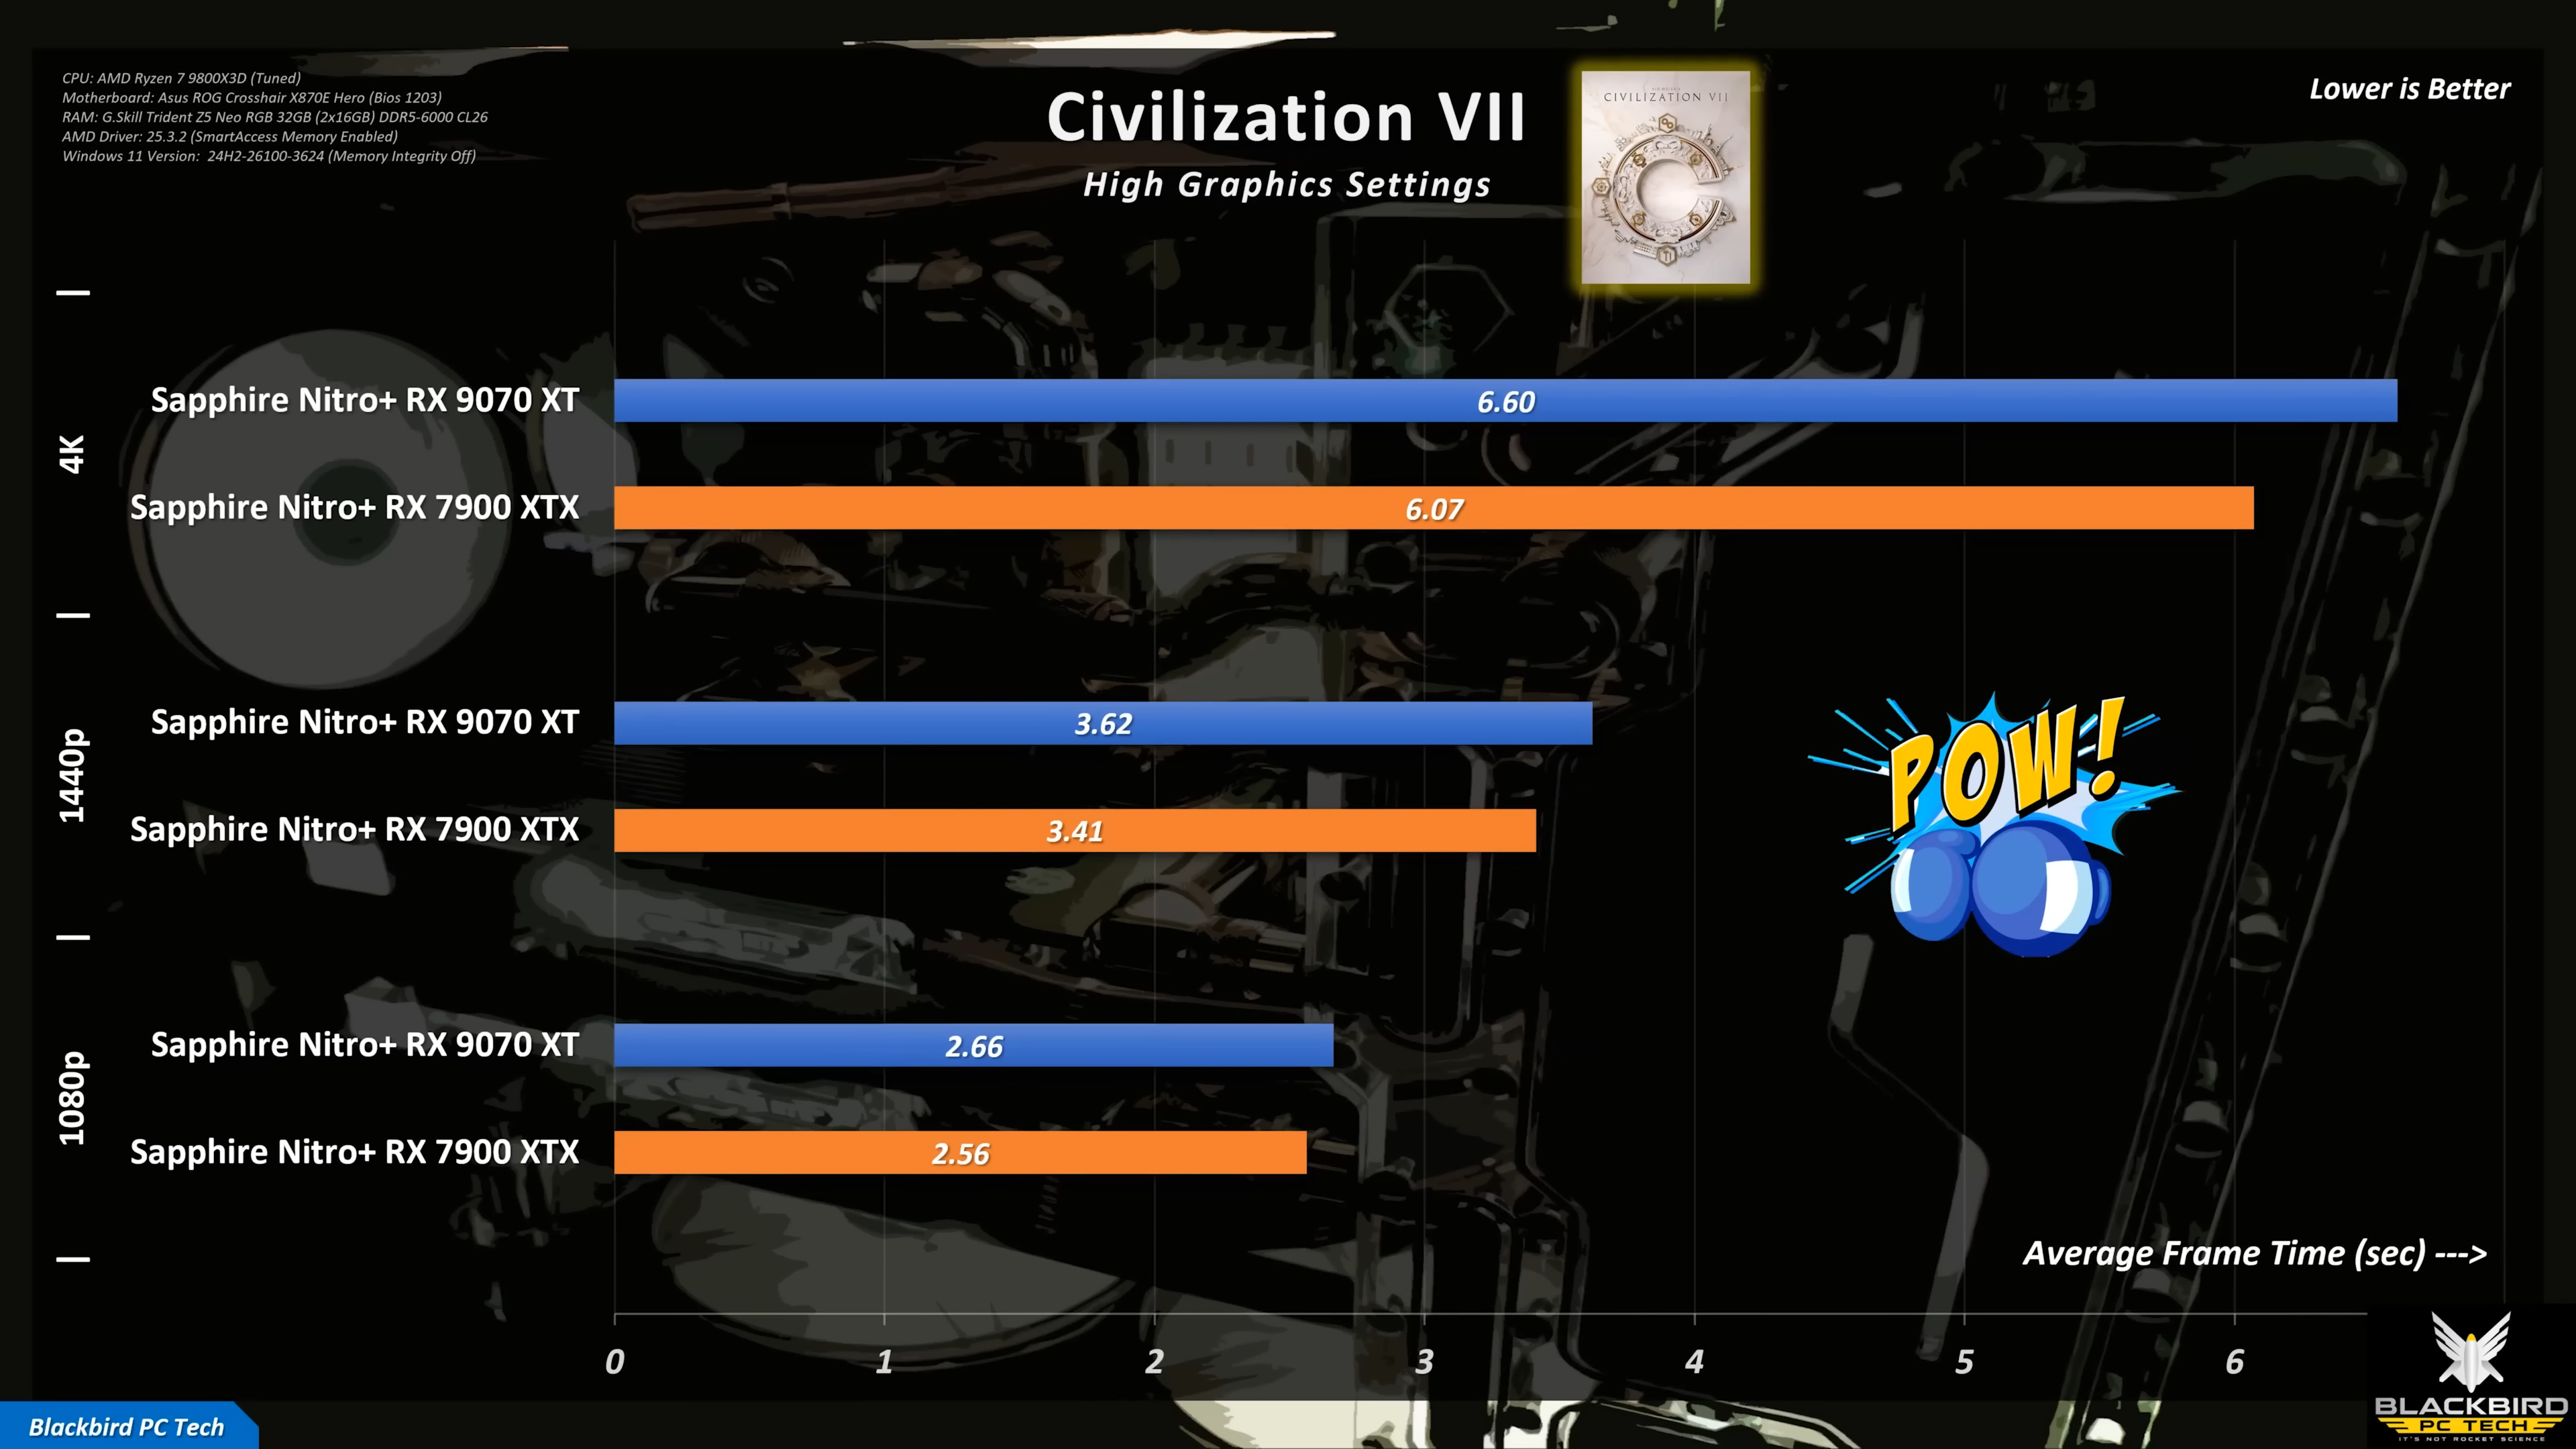 CPU: AMD Ryzen 7 9800X3D (Tuned)
Motherboard: Asus ROG Crosshair X870E Hero (Bios 1203)
RAM: G.Skill Trident Z5 Neo RGB 32GB (2x16GB) DDR5-6000 CL26
AMD Driver: 25.3.2 (SmartAccess Memory Enabled)
Windows 11 Version: 24H2-26100-3624 (Memory Integrity Off)
Civilization VII
High Graphics Settings
CIVILIZATION VII
Lower is Better
4K
Sapphire Nitro+ RX 9070 XT
6.60
Sapphire Nitro+ RX 7900 XTX
6.07
1440p
Sapphire Nitro+ RX 9070 XT
3.62
Sapphire Nitro+ RX 7900 XTX
3.41
POW!
1080p
Sapphire Nitro+ RX 9070 XT
2.66
Sapphire Nitro+ RX 7900 XTX
2.56
Average Frame Time (sec) --->
0 1 2 3 4 5 6
Blackbird PC Tech
BLACKBIRD
PC TECH
IT'S NOT ROCKET SCIENCE